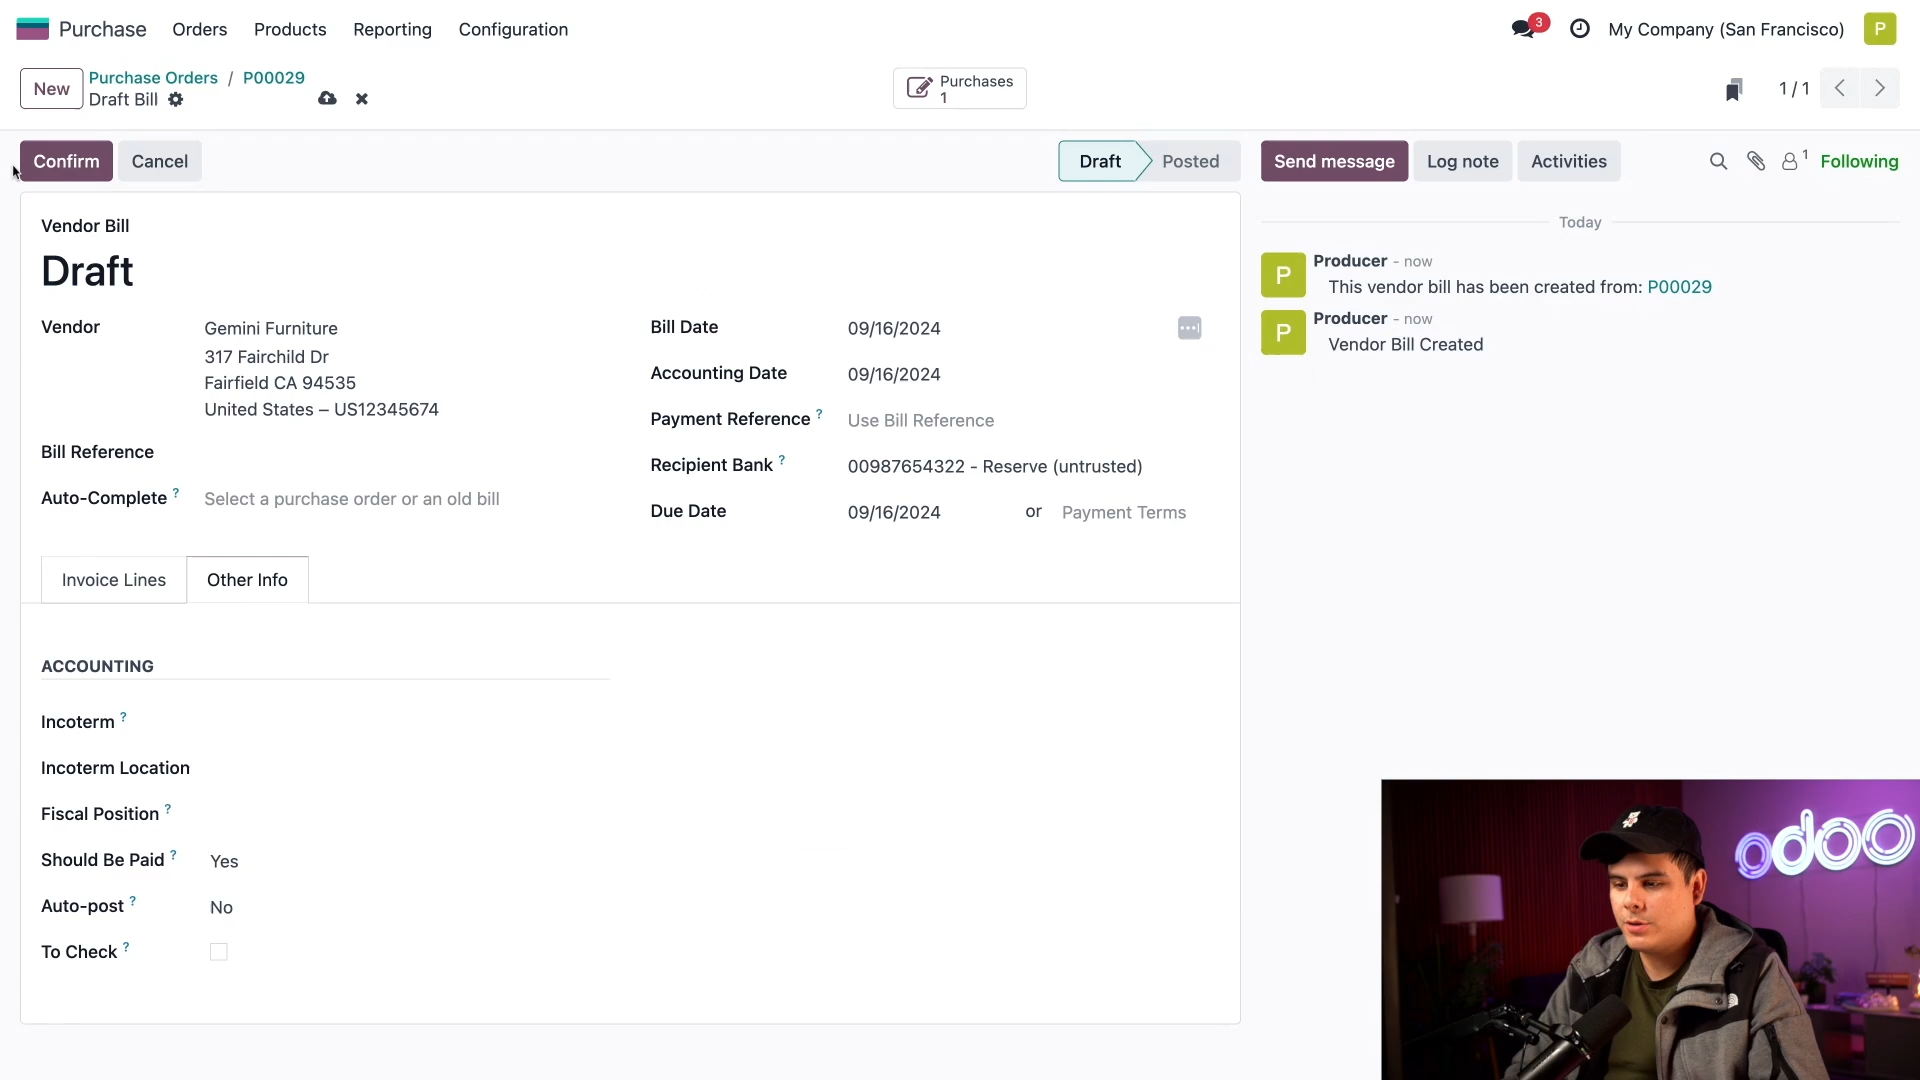 Purchase Orders Products Reporting Configuration
3 My Company (San Francisco) P
New Purchase Orders / P00029
Draft Bill
Purchases
1
1 / 1
Confirm Cancel
Draft Posted
Send message Log note Activities
1 Following
Vendor Bill
Draft
Vendor Gemini Furniture
317 Fairchild Dr
Fairfield CA 94535
United States – US12345674
Bill Reference
Auto-Complete ? Select a purchase order or an old bill
Bill Date 09/16/2024
Accounting Date 09/16/2024
Payment Reference ? Use Bill Reference
Recipient Bank ? 00987654322 - Reserve (untrusted)
Due Date 09/16/2024 or Payment Terms
Invoice Lines Other Info
ACCOUNTING
Incoterm ?
Incoterm Location
Fiscal Position ?
Should Be Paid ? Yes
Auto-post ? No
To Check ?
Today
P Producer - now
This vendor bill has been created from: P00029
P Producer - now
Vendor Bill Created
odoo